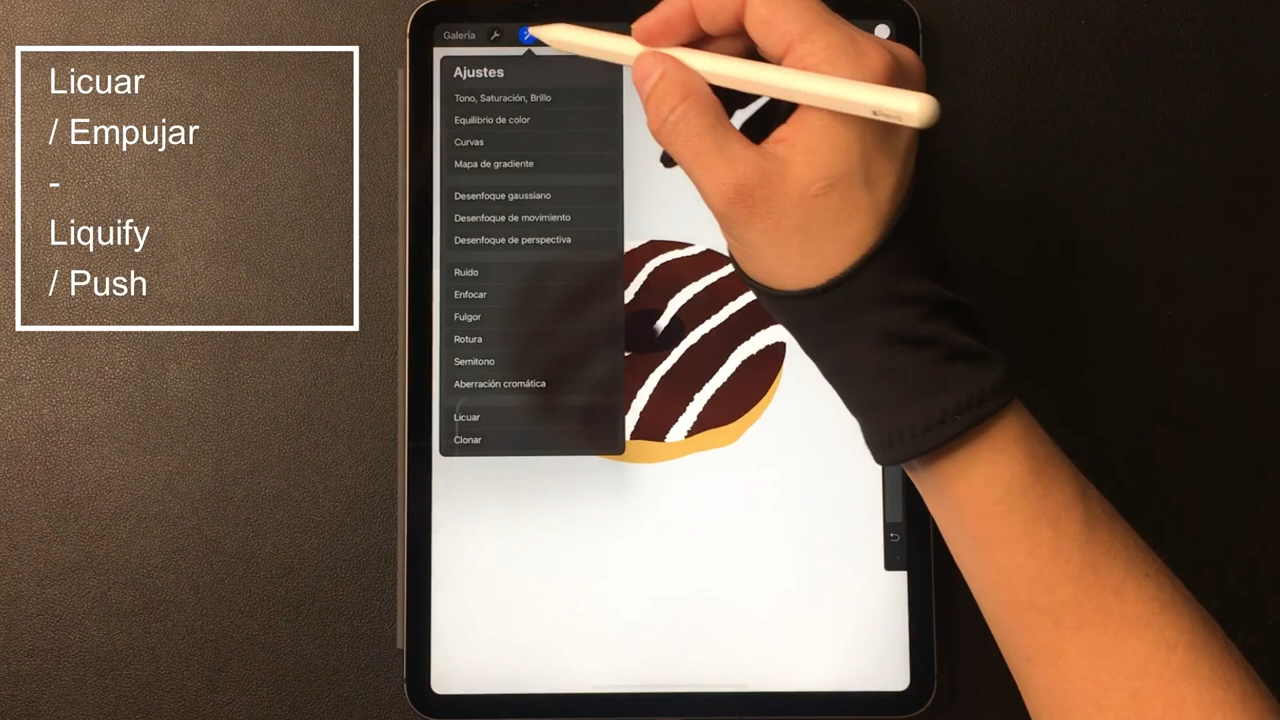 Licuar
/ Empujar
-
Liquify
/ Push
Galería
Ajustes
Tono, Saturación, Brillo
Equilibrio de color
Curvas
Mapa de gradiente
Desenfoque gaussiano
Desenfoque de movimiento
Desenfoque de perspectiva
Ruido
Enfocar
Fulgor
Rotura
Semitono
Aberración cromática
Licuar
Clonar